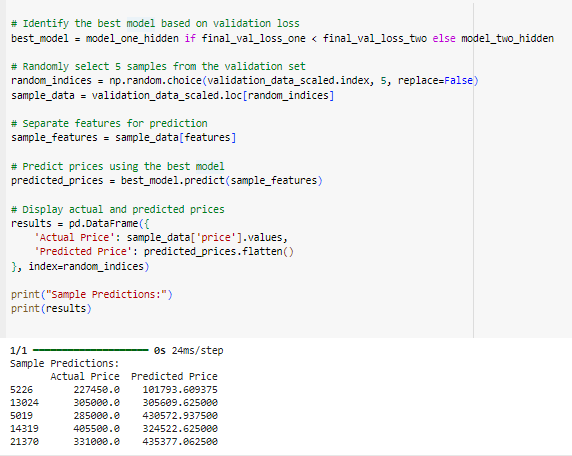 # Identify the best model based on validation loss
best_model = model_one_hidden if final_val_loss_one < final_val_loss_two else model_two_hidden
# Randomly select 5 samples from the validation set
random_indices = np.random.choice(validation_data_scaled.index, 5, replace=False)
sample_data = validation_data_scaled.loc[random_indices]
# Separate features for prediction
sample_features = sample_data[features]
# Predict prices using the best model
predicted_prices = best_model.predict(sample_features)
# Display actual and predicted prices
results = pd.DataFrame({
    'Actual Price': sample_data['price'].values,
    'Predicted Price': predicted_prices.flatten()
}, index=random_indices)
print("Sample Predictions:")
print(results)
1/1 0s 24ms/step
Sample Predictions:
Actual Price Predicted Price
5226 227450.0 101793.609375
13024 305000.0 305609.625000
5019 285000.0 430572.937500
14319 405500.0 324522.625000
21370 331000.0 435377.062500